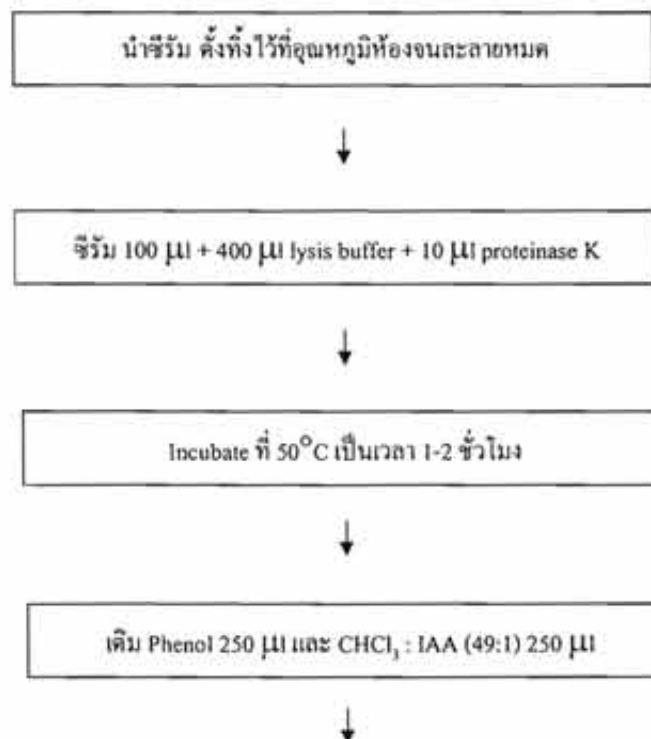 นำซีรัม ตั้งทิ้งไว้ที่อุณหภูมิห้องจนละลายหมด
ซีรัม 100 μl + 400 μl lysis buffer + 10 μl proteinase K
Incubate ที่ 50°C เป็นเวลา 1-2 ชั่วโมง
เติม Phenol 250 μl และ CHCl₃ : IAA (49:1) 250 μl